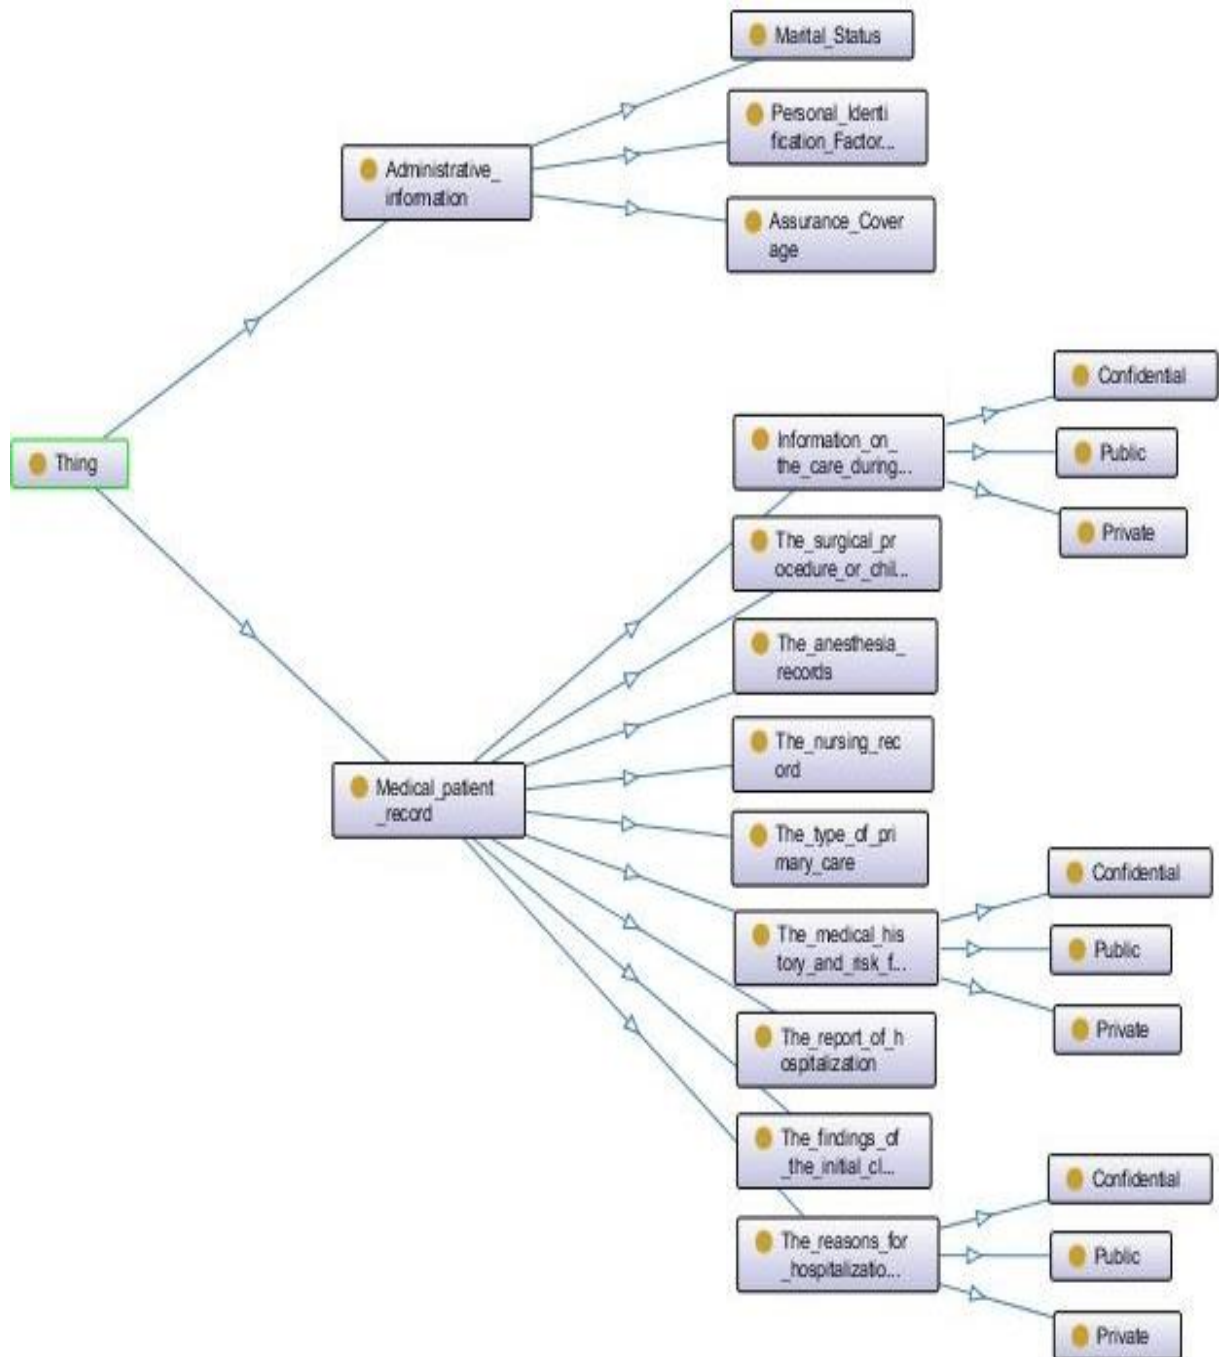 Marital_Status
Personal_Identi
fication_Factor...
Administrative_
information
Assurance_Cover
age
Thing
Confidential
Information_on_
the_care_during...
Public
Private
The_surgical_pr
ocedure_or_chil...
The_anesthesia_
records
The_nursing_rec
ord
Medical_patient
_record
The_type_of_pri
mary_care
Confidential
The_medical_his
tory_and_risk_f...
Public
Private
The_report_of_h
ospitalization
The_findings_of
_the_initial_cl...
Confidential
The_reasons_for
_hospitalizatio...
Public
Private